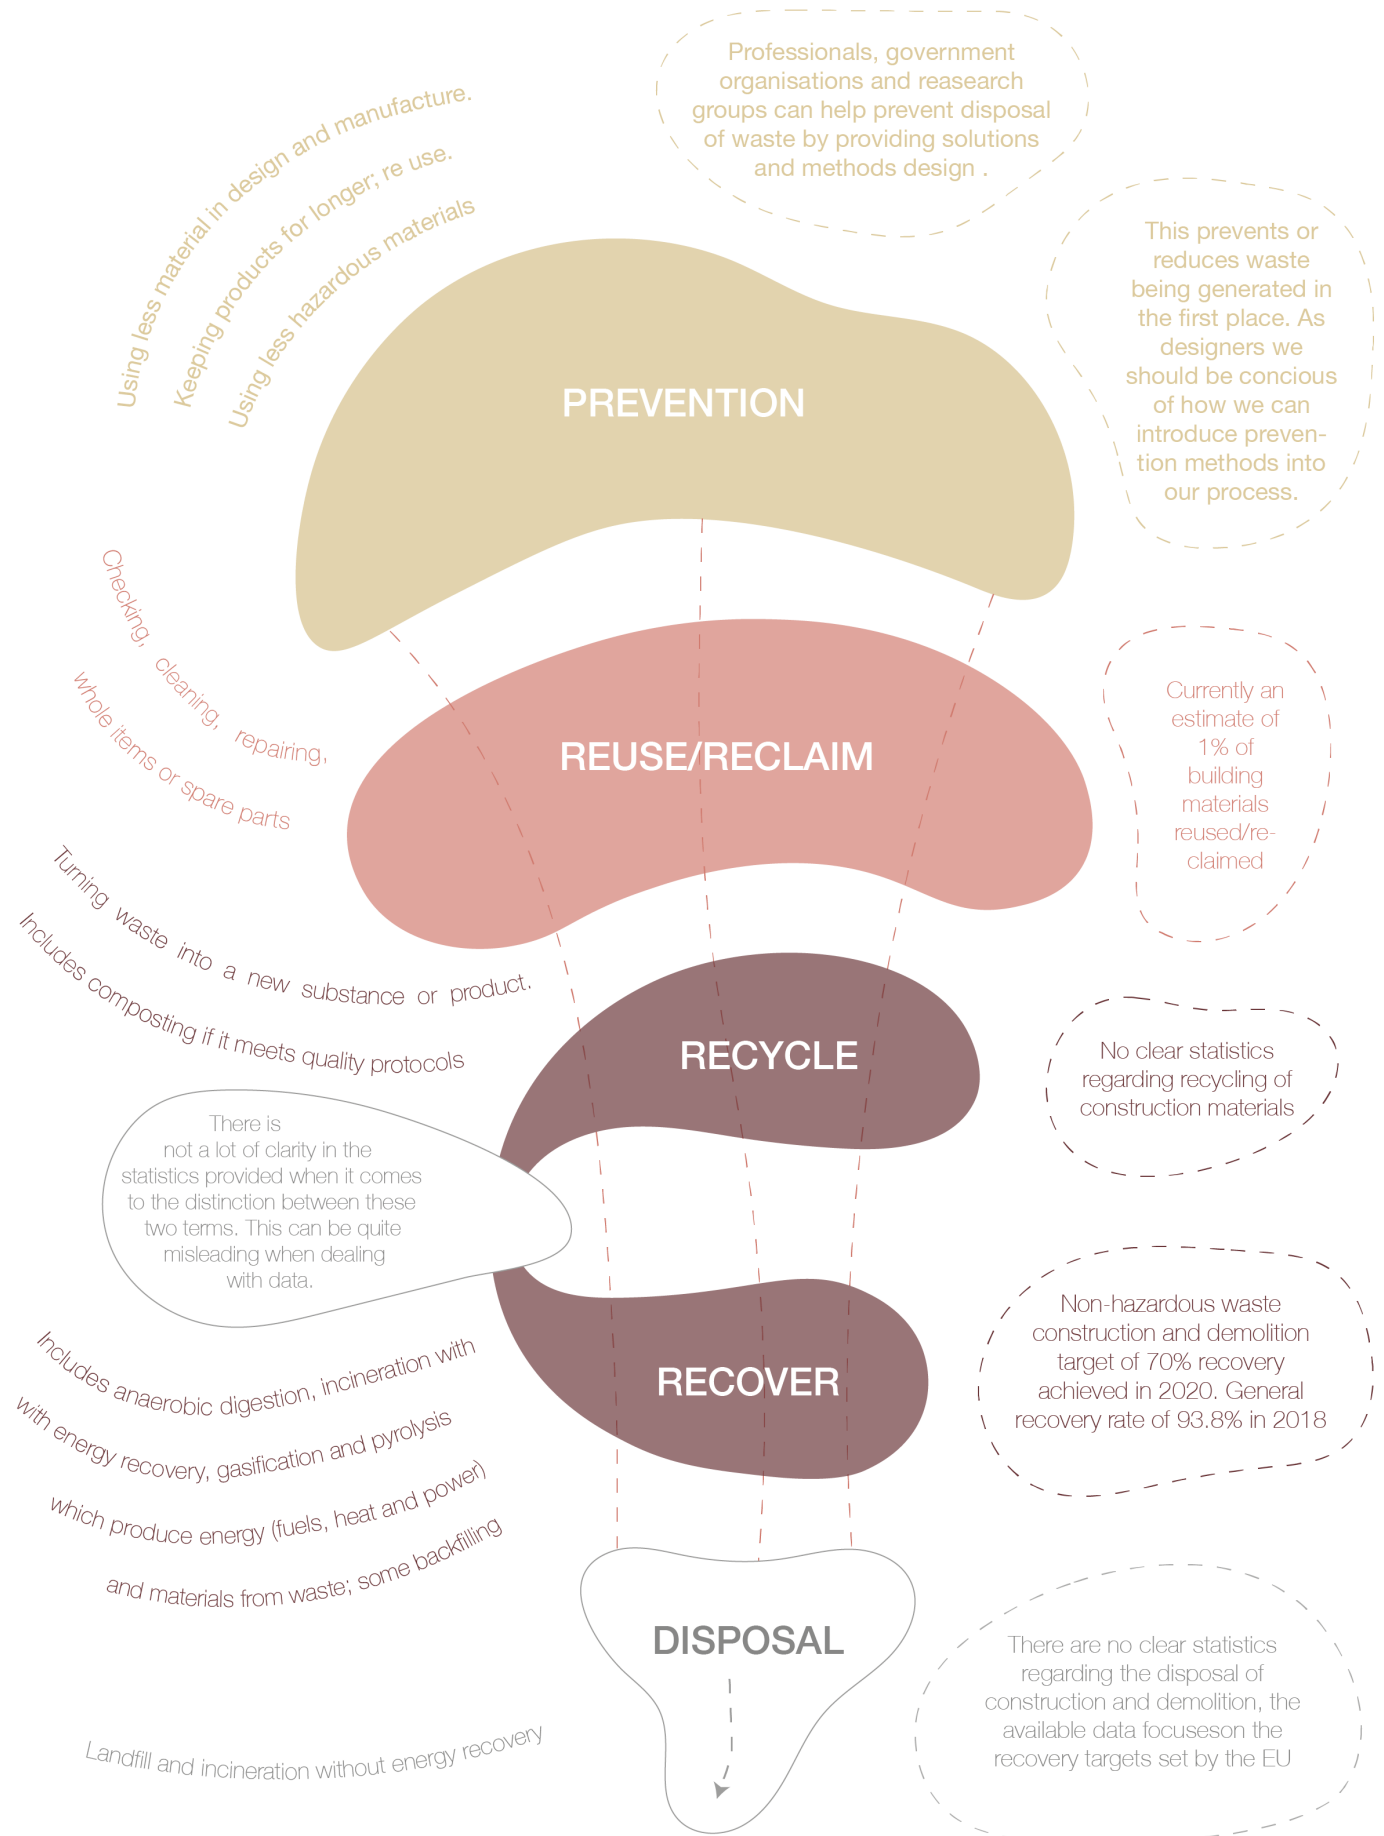 Professionals, government
organisations and reasearch
groups can help prevent disposal
of waste by providing solutions
and methods design .
Using less material in design and manufacture.
Keeping products for longer; re use.
Using less hazardous materials
This prevents or
reduces waste
being generated in
the first place. As
designers we
should be concious
of how we can
introduce preven-
tion methods into
our process.
PREVENTION
Checking, cleaning, repairing,
whole items or spare parts
REUSE/RECLAIM
Currently an
estimate of
1% of
building
materials
reused/re-
claimed
Turning waste into a new substance or product.
Includes composting if it meets quality protocols
RECYCLE
No clear statistics
regarding recycling of
construction materials
There is
not a lot of clarity in the
statistics provided when it comes
to the distinction between these
two terms. This can be quite
misleading when dealing
with data.
Includes anaerobic digestion, incineration with
with energy recovery, gasification and pyrolysis
which produce energy (fuels, heat and power)
and materials from waste; some backfilling
RECOVER
Non-hazardous waste
construction and demolition
target of 70% recovery
achieved in 2020. General
recovery rate of 93.8% in 2018
DISPOSAL
Landfill and incineration without energy recovery
There are no clear statistics
regarding the disposal of
construction and demolition, the
available data focuseson the
recovery targets set by the EU